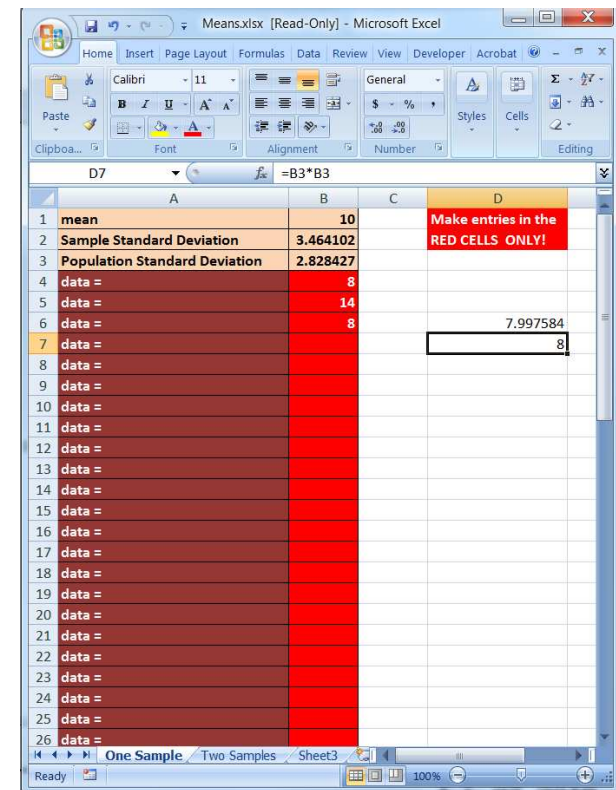 Means.xlsx [Read-Only] - Microsoft Excel
Home Insert Page Layout Formulas Data Review View Developer Acrobat
Paste
Calibri 11
B I U A A
A
General
$ % ,
.00 .0
Styles
Cells
Σ
Clipboa... Font Alignment Number Editing
D7 fx =B3*B3
A B C D
1 mean 10 Make entries in the
2 Sample Standard Deviation 3.464102 RED CELLS ONLY!
3 Population Standard Deviation 2.828427
4 data = 8
5 data = 14
6 data = 8 7.997584
7 data = 8
8 data =
9 data =
10 data =
11 data =
12 data =
13 data =
14 data =
15 data =
16 data =
17 data =
18 data =
19 data =
20 data =
21 data =
22 data =
23 data =
24 data =
25 data =
26 data =
One Sample Two Samples Sheet3
Ready 100%